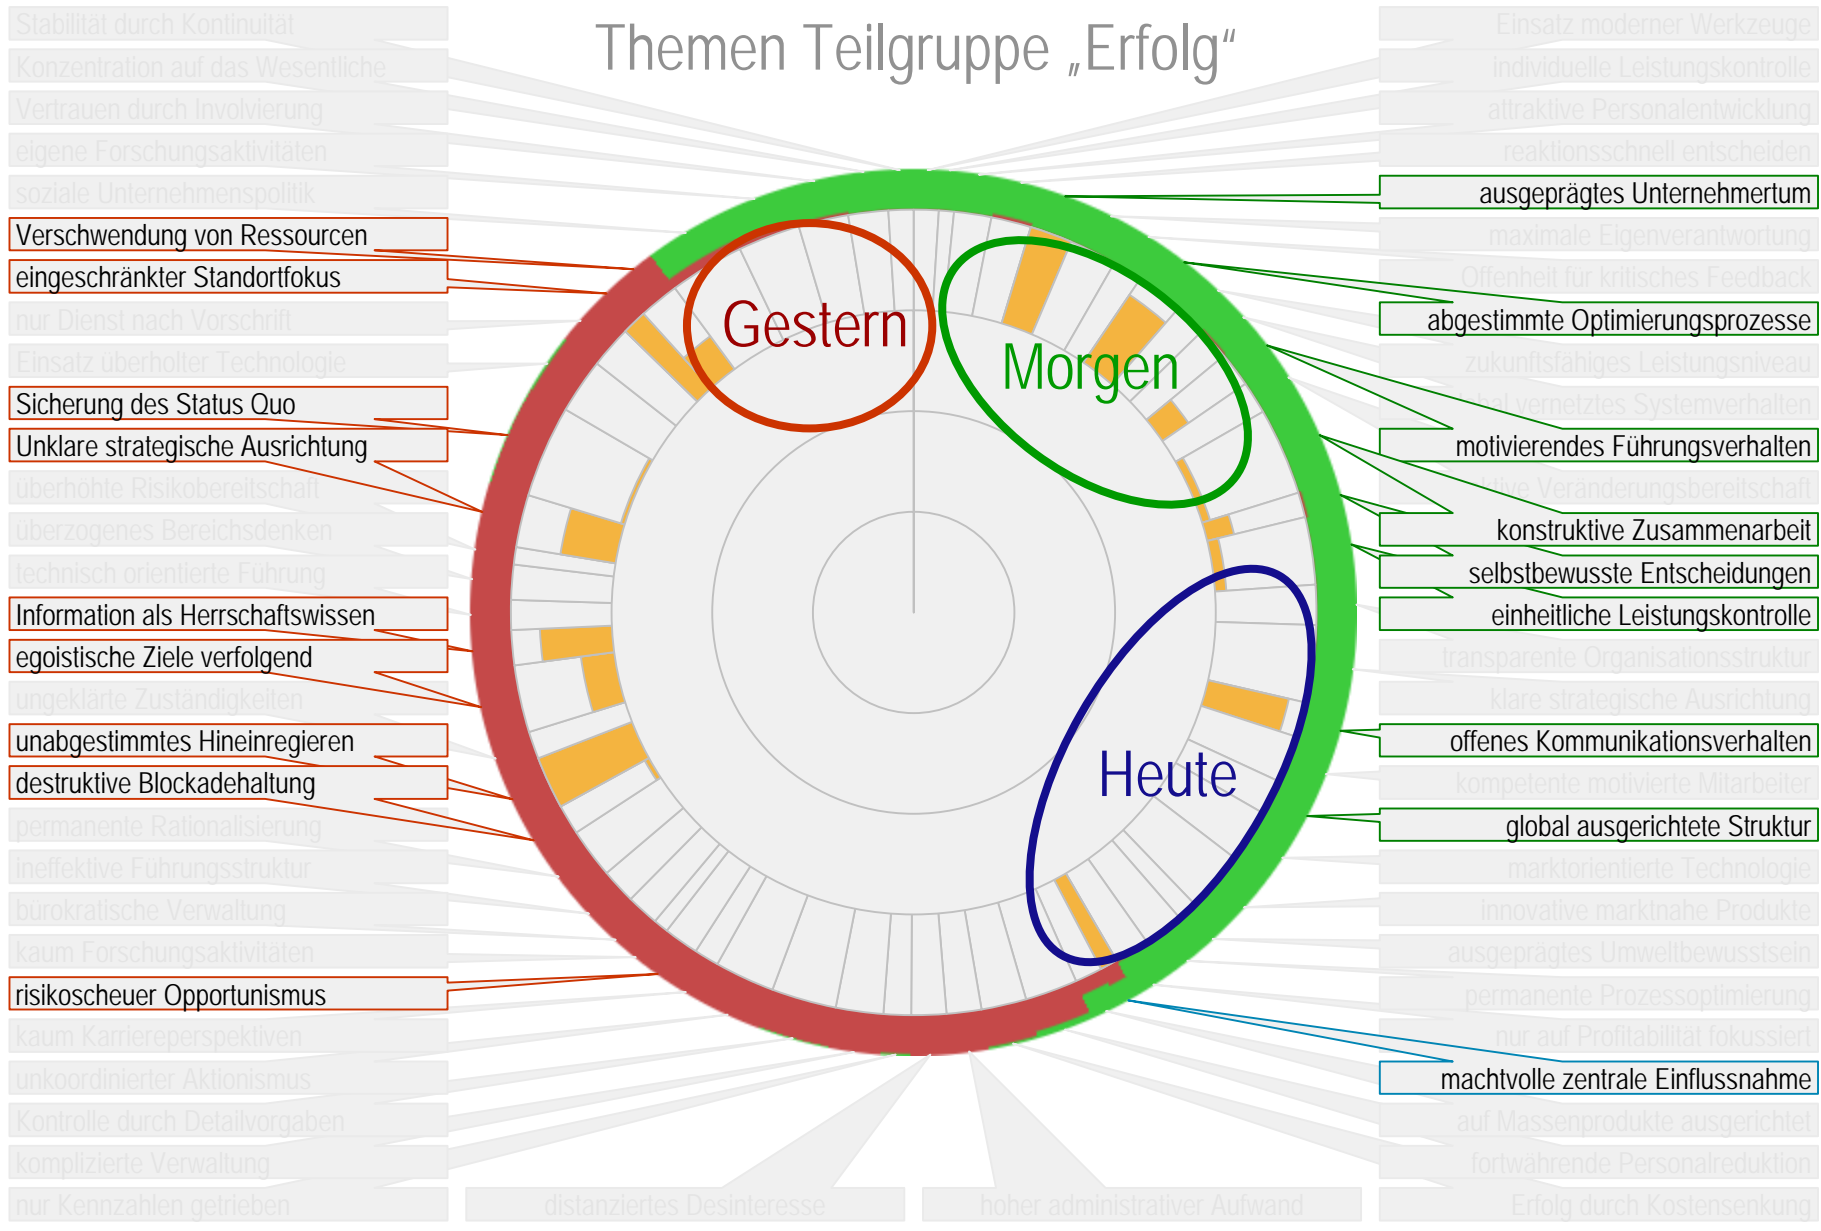 Themen Teilgruppe „Erfolg“
Stabilität durch Kontinuität
Konzentration auf das Wesentliche
Vertrauen durch Involvierung
eigene Forschungsaktivitäten
soziale Unternehmenspolitik
Verschwendung von Ressourcen
eingeschränkter Standortfokus
nur Dienst nach Vorschrift
Einsatz überholter Technologie
Sicherung des Status Quo
Unklare strategische Ausrichtung
überhöhte Risikobereitschaft
überzogenes Bereichsdenken
technisch orientierte Führung
Information als Herrschaftswissen
egoistische Ziele verfolgend
ungeklärte Zuständigkeiten
unabgestimmtes Hineinregieren
destruktive Blockadehaltung
permanente Rationalisierung
ineffektive Führungsstruktur
bürokratische Verwaltung
kaum Forschungsaktivitäten
risikoscheuer Opportunismus
kaum Karriereperspektiven
unkoordinierter Aktionismus
Kontrolle durch Detailvorgaben
komplizierte Verwaltung
nur Kennzahlen getrieben
Gestern
Morgen
Heute
distanziertes Desinteresse
hoher administrativer Aufwand
Einsatz moderner Werkzeuge
individuelle Leistungskontrolle
attraktive Personalentwicklung
reaktionsschnell entscheiden
ausgeprägtes Unternehmertum
maximale Eigenverantwortung
Offenheit für kritisches Feedback
abgestimmte Optimierungsprozesse
zukunftsfähiges Leistungsniveau
vernetztes Systemverhalten
motivierendes Führungsverhalten
Veränderungsbereitschaft
konstruktive Zusammenarbeit
selbstbewusste Entscheidungen
einheitliche Leistungskontrolle
transparente Organisationsstruktur
klare strategische Ausrichtung
offenes Kommunikationsverhalten
kompetente motivierte Mitarbeiter
global ausgerichtete Struktur
marktorientierte Technologie
innovative marktnahe Produkte
ausgeprägtes Umweltbewusstsein
permanente Prozessoptimierung
nur auf Profitabilität fokussiert
machtvolle zentrale Einflussnahme
auf Massenprodukte ausgerichtet
fortwährende Personalreduktion
Erfolg durch Kostensenkung